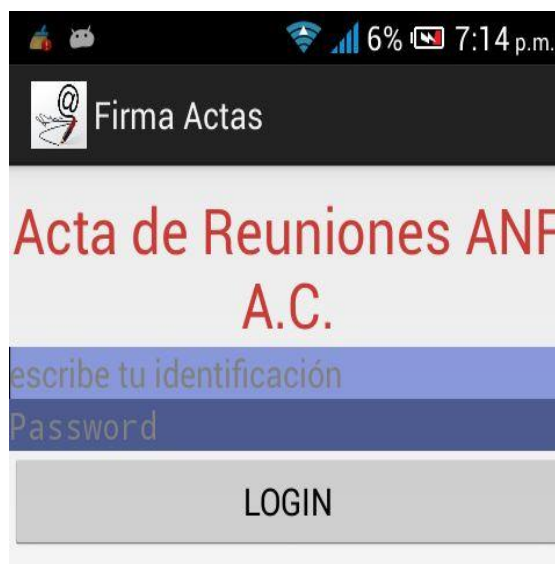 6% 7:14 p.m.
@ Firma Actas
Acta de Reuniones ANF
A.C.
escribe tu identificación
Password
LOGIN